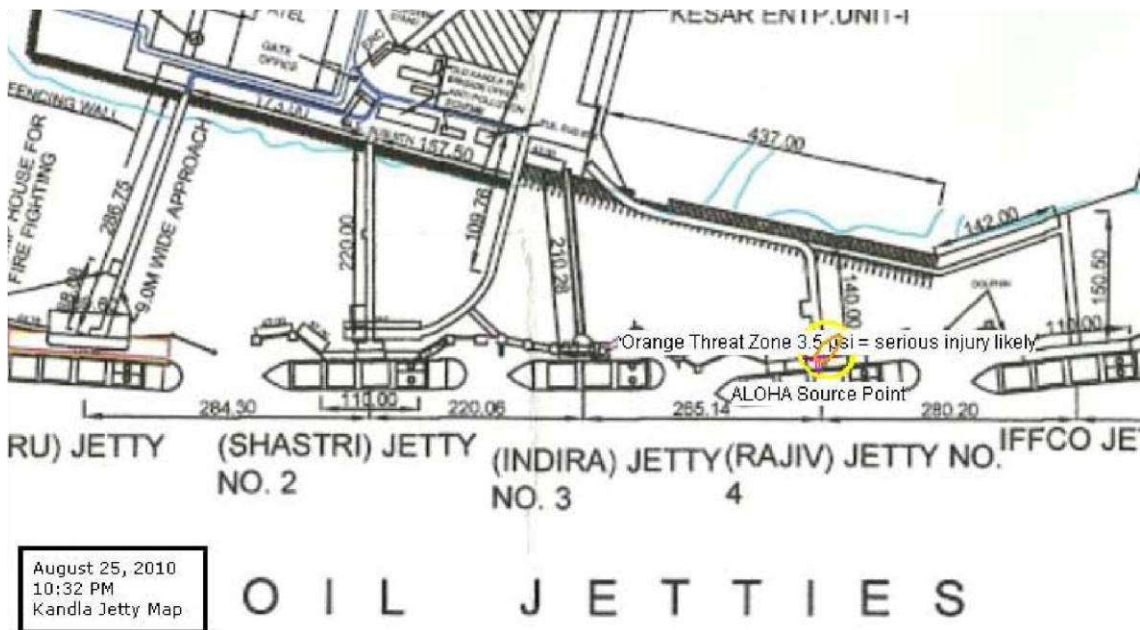 KESAR ENTP.UNIT-I
GATE
OFFICE
437.00
FENCING WALL
157.50
HOUSE FOR
FIRE FIGHTING
286.75
9.0M WIDE APPROACH
220.00
109.76
210.28
142.00
140.00
150.50
DOLPHIN
110.00
'Orange Threat Zone 3.5 psi = serious injury likely'
ALOHA Source Point
284.30
110.00
220.06
265.14
280.20
RU) JETTY
(SHASTRI) JETTY
NO. 2
(INDIRA) JETTY
NO. 3
(RAJIV) JETTY NO.
4
IFFCO JET
August 25, 2010
10:32 PM
Kandla Jetty Map
OIL JETTIES